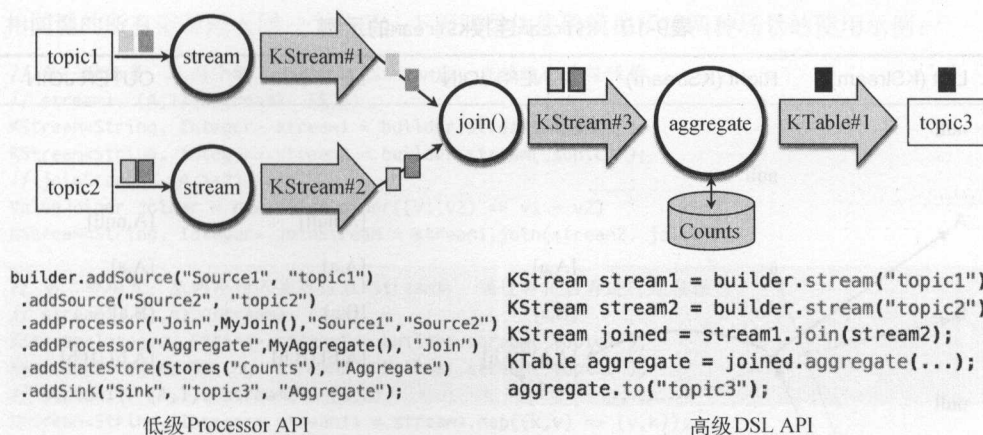 topic1
stream
KStream#1
join()
KStream#3
aggregate
KTable#1
topic3
topic2
stream
KStream#2
Counts
builder.addSource("Source1", "topic1")
.addSource("Source2", "topic2")
.addProcessor("Join",MyJoin(),"Source1","Source2")
.addProcessor("Aggregate",MyAggregate(), "Join")
.addStateStore(Stores("Counts"), "Aggregate")
.addSink("Sink", "topic3", "Aggregate");
低级Processor API
KStream stream1 = builder.stream("topic1")
KStream stream2 = builder.stream("topic2")
KStream joined = stream1.join(stream2);
KTable aggregate = joined.aggregate(...);
aggregate.to("topic3");
高级DSL API